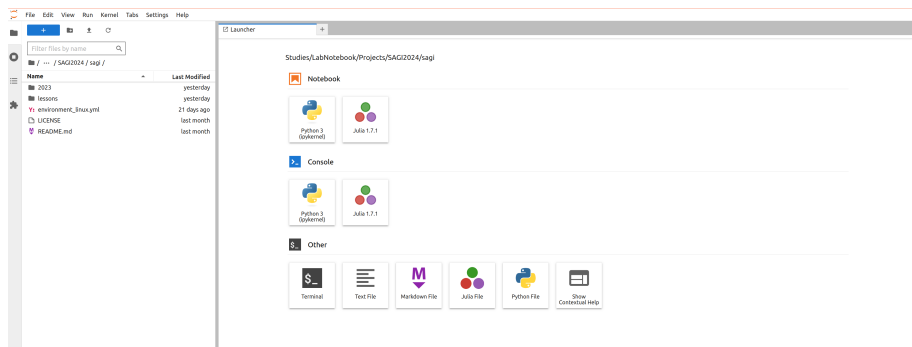 File Edit View Run Kernel Tabs Settings Help
+
Filter files by name
/ ··· / SAGI2024 / sagi /
Name Last Modified
2023 yesterday
lessons yesterday
Y: environment_linux.yml 21 days ago
LICENSE last month
README.md last month
Launcher +
Studies/LabNotebook/Projects/SAGI2024/sagi
Notebook
Python 3
(ipykernel)
Julia 1.7.1
>_ Console
Python 3
(ipykernel)
Julia 1.7.1
$_ Other
$_
Terminal
Text File
M
Markdown File
Julia File
Python File
Show
Contextual Help